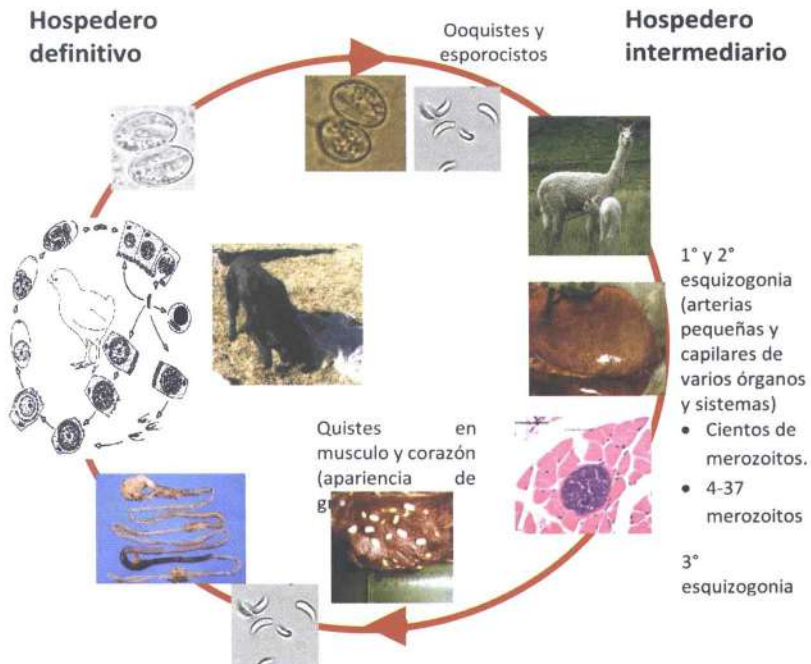 Hospedero
definitivo
Ooquistes y
esporocistos
Hospedero
intermediario
1° y 2°
esquizogonia
(arterias
pequeñas y
capilares de
varios órganos
y sistemas)
• Cientos de
merozoitos.
• 4-37
merozoitos
3°
esquizogonia
Quistes en
musculo y corazón
(apariencia de